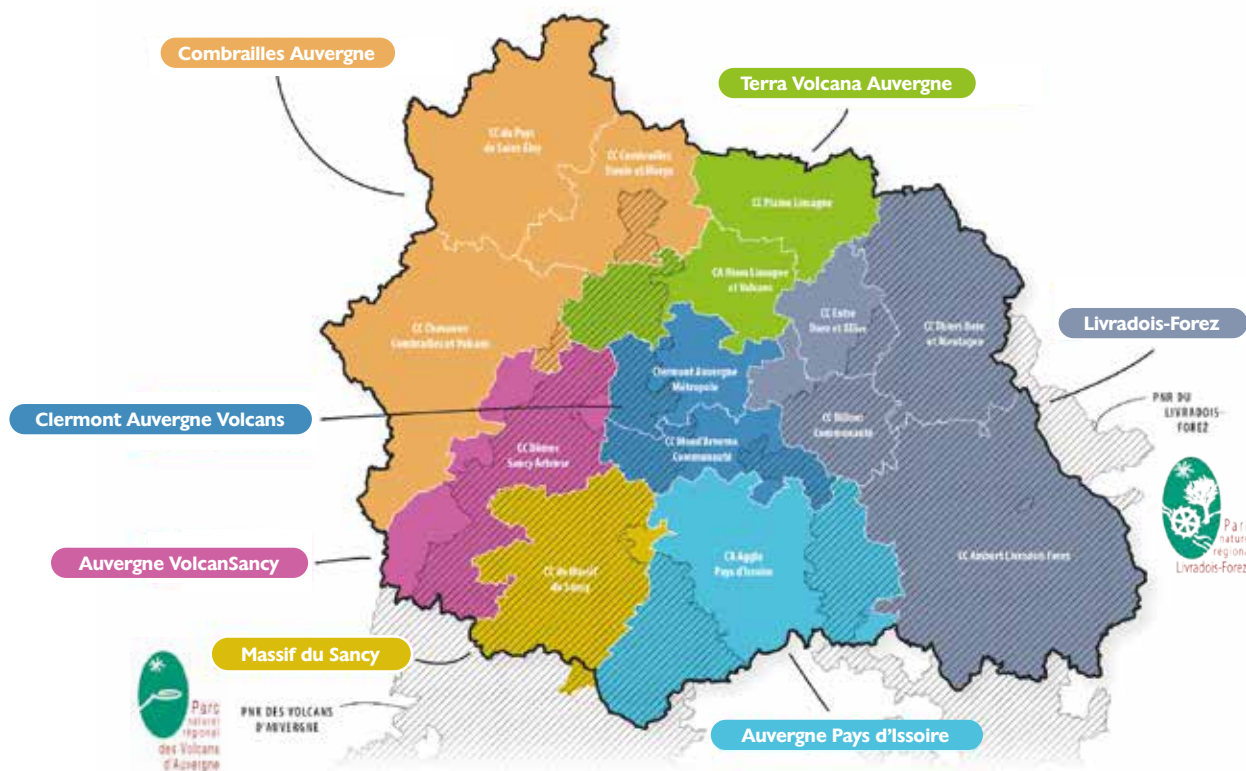 Combrailles Auvergne
Terra Volcana Auvergne
CC du Pays
de Saint-Éloy
CC Combrailles
Sioule et Morge
CC Plaine Limagne
CA Riom Limagne
et Volcans
CC Entre
Dore et Allier
CC Thiers Dore
et Montagne
Livradois-Forez
CC Chavanon
Combrailles et Volcans
Clermont Auvergne
Métropole
PNR DU
LIVRADOIS-
FOREZ
Clermont Auvergne Volcans
CC Billom
Communauté
CC Dômes
Sancy Artense
CC Mond'Arverne
Communauté
Parc
naturel
régional
Livradois-Forez
Auvergne VolcanSancy
CC du Massif
du Sancy
CA Agglo
Pays d'Issoire
CC Ambert Livradois Forez
Massif du Sancy
Parc
naturel
régional
des Volcans
d'Auvergne
PNR DES VOLCANS
D'AUVERGNE
Auvergne Pays d'Issoire